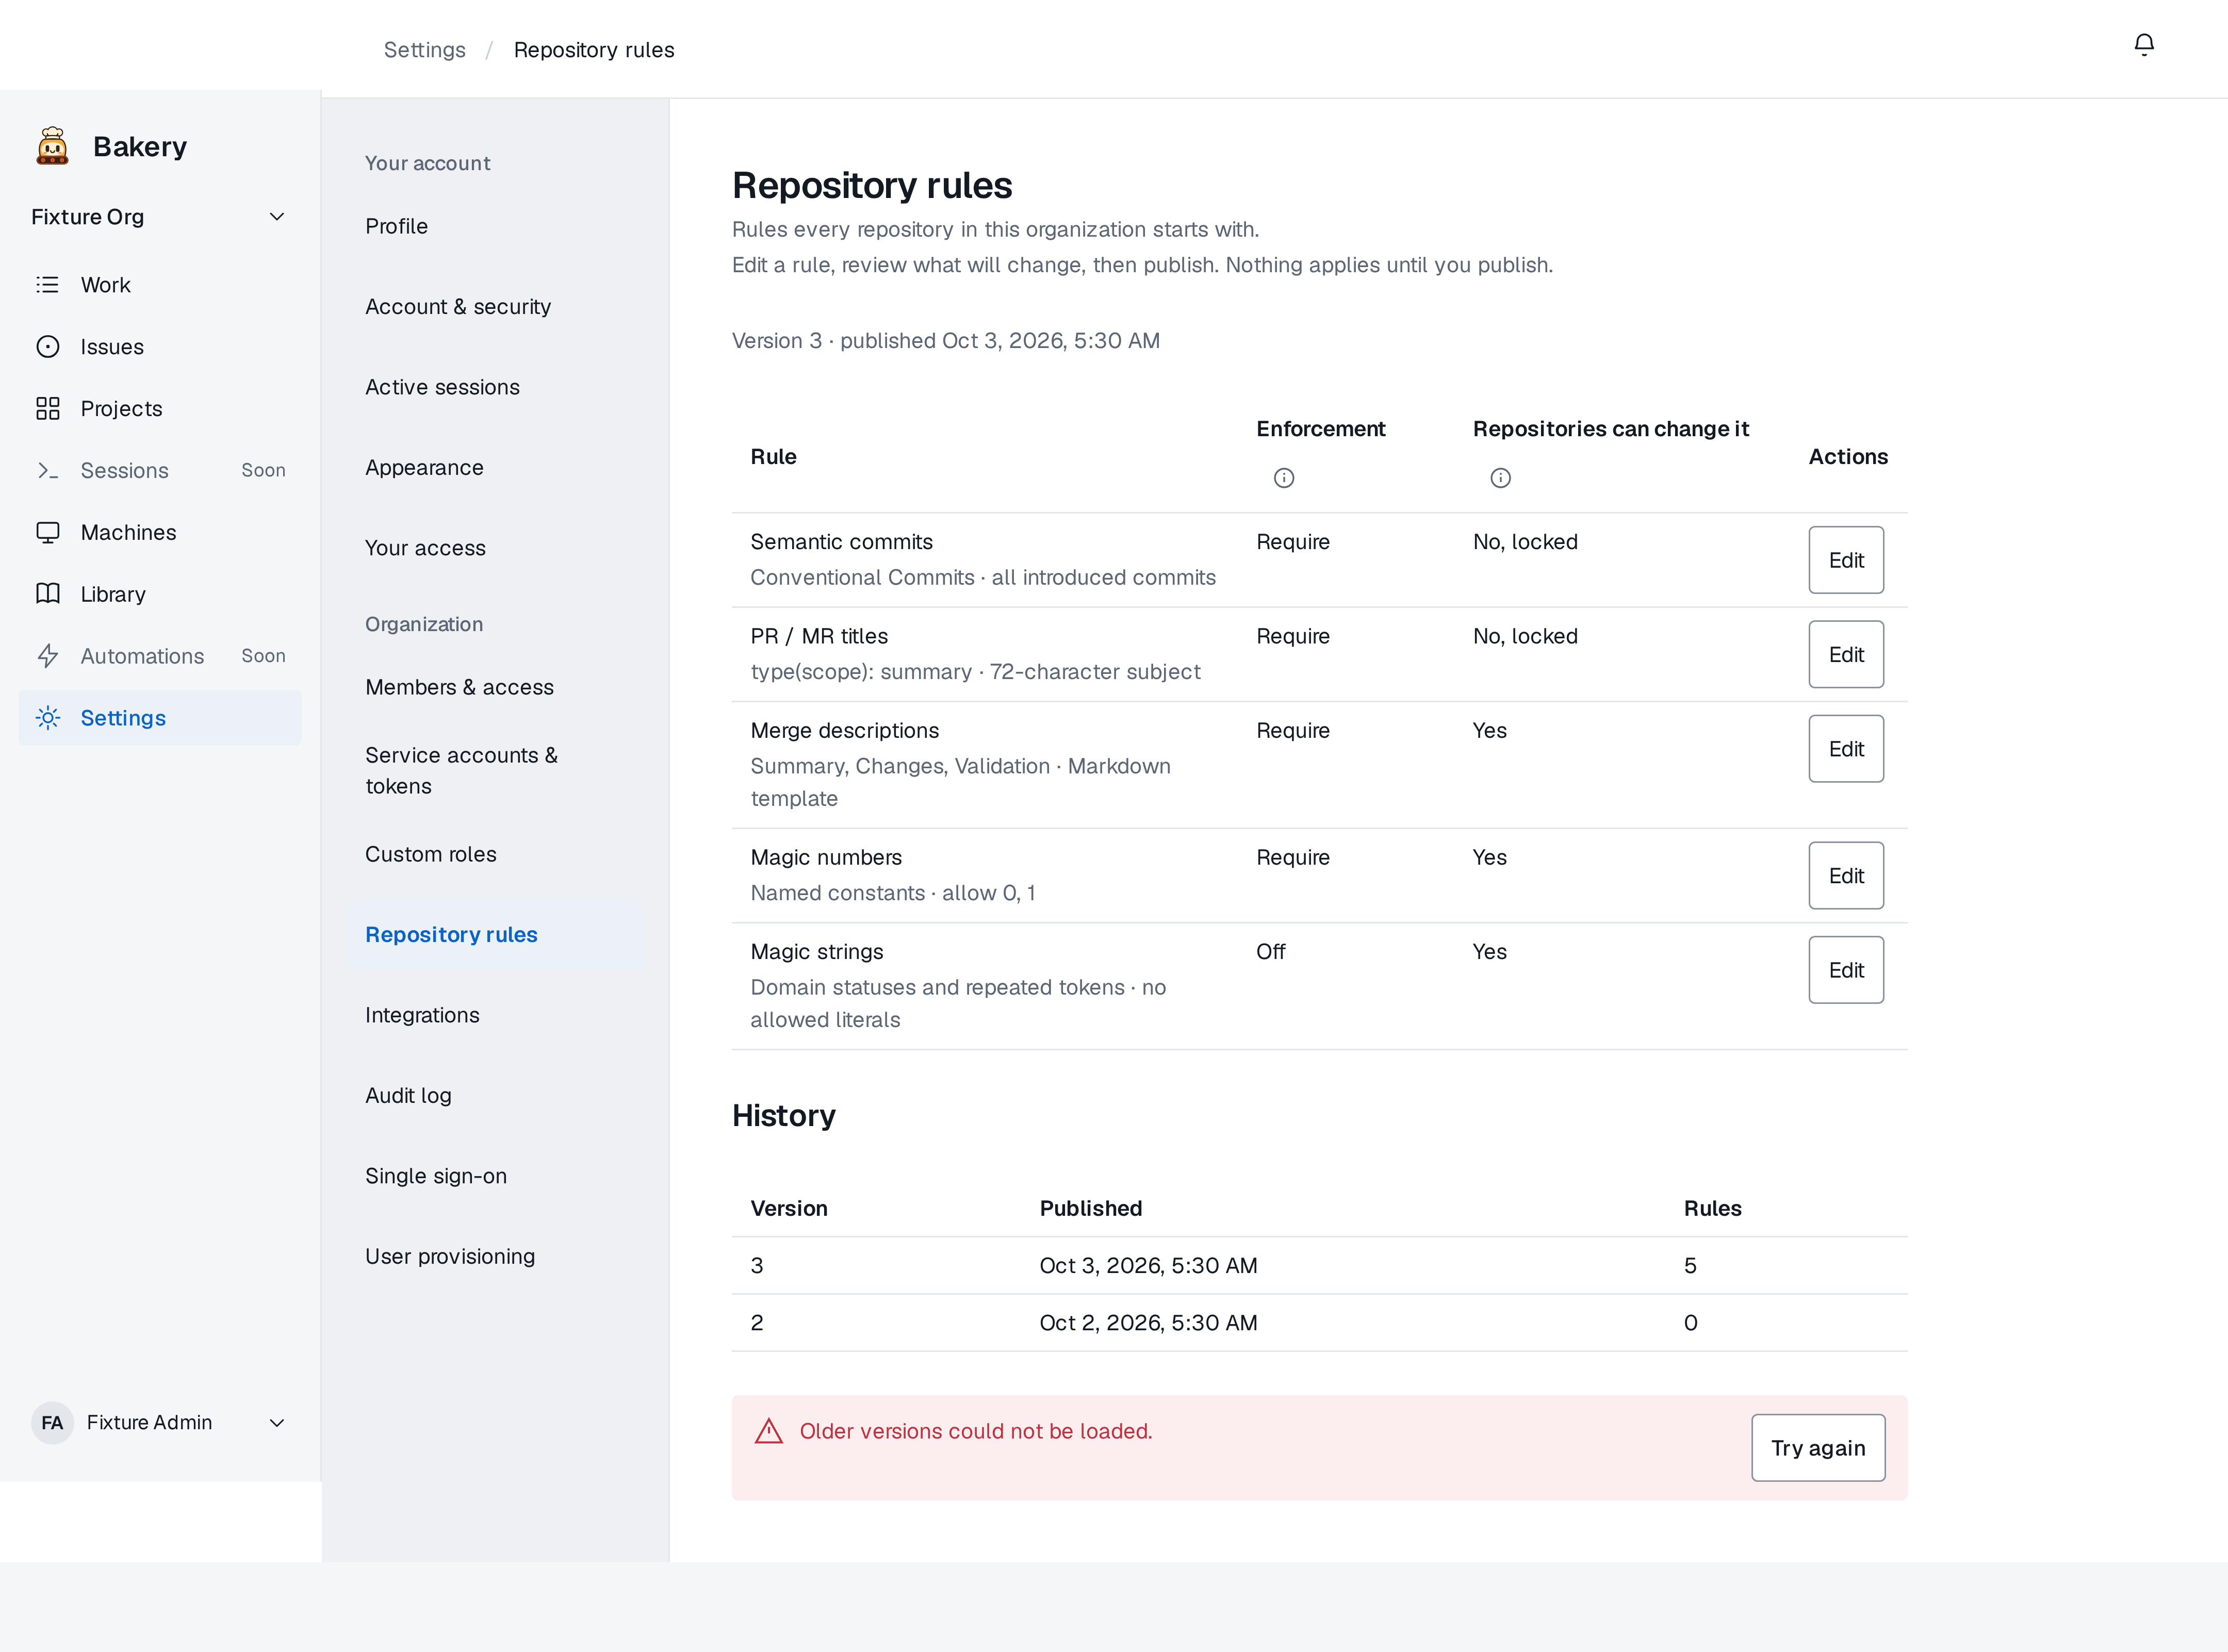 Settings / Repository rules
Bakery
Fixture Org
Work
Issues
Projects
Sessions Soon
Machines
Library
Automations Soon
Settings
FA Fixture Admin
Your account
Profile
Account & security
Active sessions
Appearance
Your access
Organization
Members & access
Service accounts &
tokens
Custom roles
Repository rules
Integrations
Audit log
Single sign-on
User provisioning
Repository rules
Rules every repository in this organization starts with.
Edit a rule, review what will change, then publish. Nothing applies until you publish.
Version 3 · published Oct 3, 2026, 5:30 AM
Rule Enforcement Repositories can change it Actions
Semantic commits Require No, locked Edit
Conventional Commits · all introduced commits
PR / MR titles Require No, locked Edit
type(scope): summary · 72-character subject
Merge descriptions Require Yes Edit
Summary, Changes, Validation · Markdown
template
Magic numbers Require Yes Edit
Named constants · allow 0, 1
Magic strings Off Yes Edit
Domain statuses and repeated tokens · no
allowed literals
History
Version Published Rules
3 Oct 3, 2026, 5:30 AM 5
2 Oct 2, 2026, 5:30 AM 0
Older versions could not be loaded. Try again